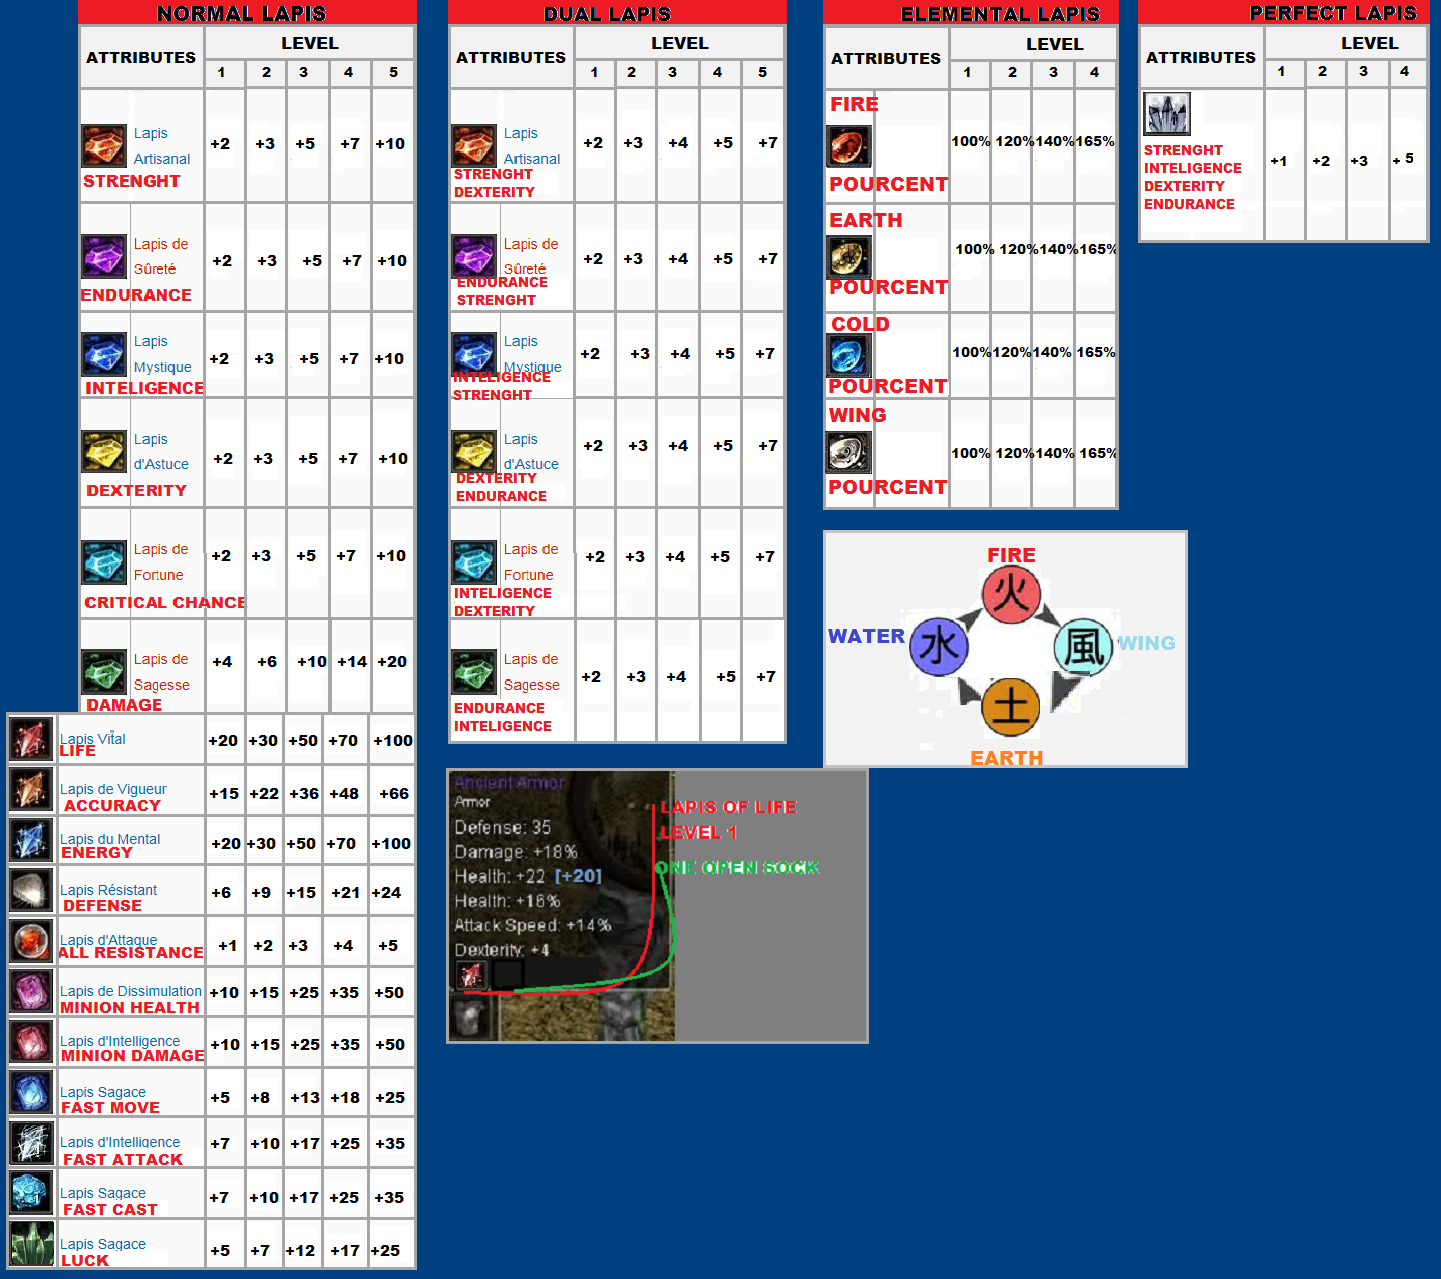 NORMAL LAPIS
ATTRIBUTES
LEVEL
1 2 3 4 5
Lapis
Artisanal
STRENGHT
+2 +3 +5 +7 +10
Lapis de
Sûreté
ENDURANCE
+2 +3 +5 +7 +10
Lapis
Mystique
INTELIGENCE
+2 +3 +5 +7 +10
Lapis
d'Astuce
DEXTERITY
+2 +3 +5 +7 +10
Lapis de
Fortune
CRITICAL CHANCE
+2 +3 +5 +7 +10
Lapis de
Sagesse
DAMAGE
+4 +6 +10 +14 +20
Lapis Vital
LIFE
+20 +30 +50 +70 +100
Lapis de Vigueur
ACCURACY
+15 +22 +36 +48 +66
Lapis du Mental
ENERGY
+20 +30 +50 +70 +100
Lapis Résistant
DEFENSE
+6 +9 +15 +21 +24
Lapis d'Attaque
ALL RESISTANCE
+1 +2 +3 +4 +5
Lapis de Dissimulation
MINION HEALTH
+10 +15 +25 +35 +50
Lapis d'Intelligence
MINION DAMAGE
+10 +15 +25 +35 +50
Lapis Sagace
FAST MOVE
+5 +8 +13 +18 +25
Lapis d'Intelligence
FAST ATTACK
+7 +10 +17 +25 +35
Lapis Sagace
FAST CAST
+7 +10 +17 +25 +35
Lapis Sagace
LUCK
+5 +7 +12 +17 +25
DUAL LAPIS
ATTRIBUTES
LEVEL
1 2 3 4 5
Lapis
Artisanal
STRENGHT
DEXTERITY
+2 +3 +4 +5 +7
Lapis de
Sûreté
ENDURANCE
STRENGHT
+2 +3 +4 +5 +7
Lapis
Mystique
INTELIGENCE
STRENGHT
+2 +3 +4 +5 +7
Lapis
d'Astuce
DEXTERITY
ENDURANCE
+2 +3 +4 +5 +7
Lapis de
Fortune
INTELIGENCE
DEXTERITY
+2 +3 +4 +5 +7
Lapis de
Sagesse
ENDURANCE
INTELIGENCE
+2 +3 +4 +5 +7
ELEMENTAL LAPIS
ATTRIBUTES
LEVEL
1 2 3 4
FIRE
POURCENT
100% 120% 140% 165%
EARTH
POURCENT
100% 120% 140% 165%
COLD
POURCENT
100% 120% 140% 165%
WING
POURCENT
100% 120% 140% 165%
PERFECT LAPIS
ATTRIBUTES
LEVEL
1 2 3 4
STRENGHT
INTELIGENCE
DEXTERITY
ENDURANCE
+1 +2 +3 + 5
FIRE
火
WATER
水
風
WING
土
EARTH
Ancient Armor
Armor
Defense: 35
Damage: +18%
Health: +22 [+20]
Health: +16%
Attack Speed: +14%
Dexterity: +4
LAPIS OF LIFE
LEVEL 1
ONE OPEN SOCK